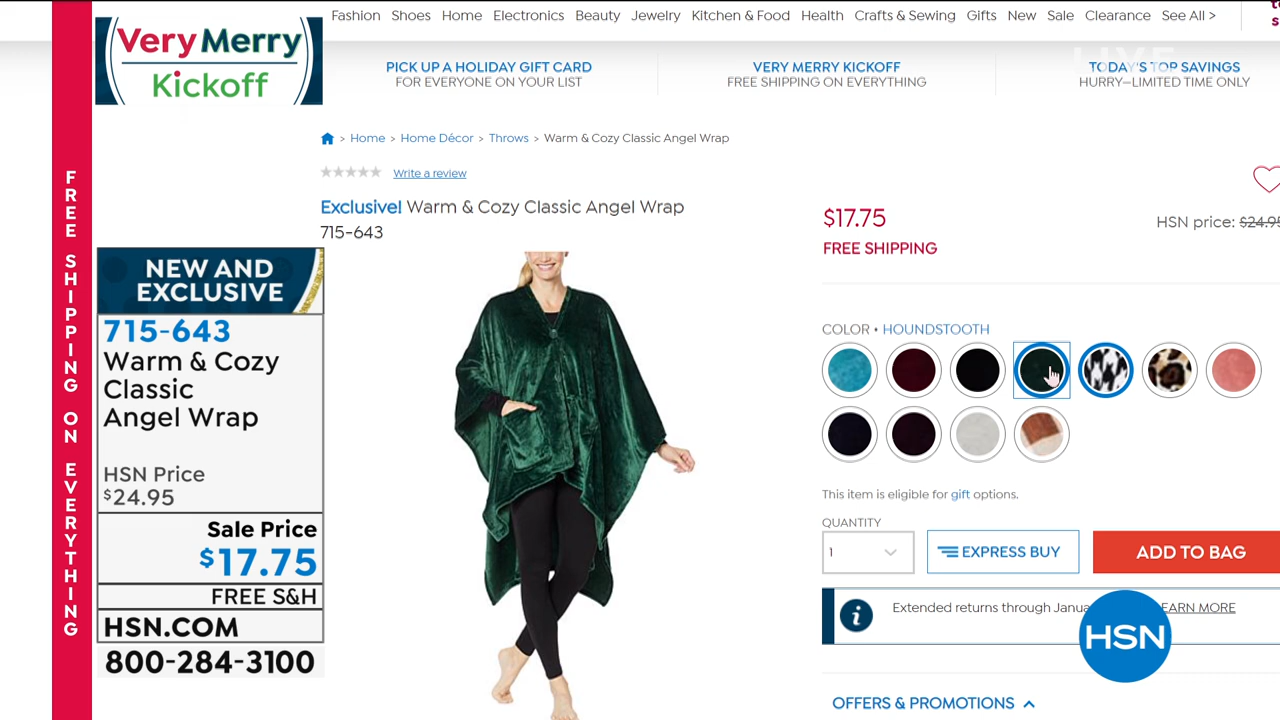 Fashion Shoes Home Electronics Beauty Jewelry Kitchen & Food Health Crafts & Sewing Gifts New Sale Clearance See All >
Very Merry
Kickoff
PICK UP A HOLIDAY GIFT CARD
FOR EVERYONE ON YOUR LIST
VERY MERRY KICKOFF
FREE SHIPPING ON EVERYTHING
LIVE
TODAY'S TOP SAVINGS
HURRY—LIMITED TIME ONLY
Home > Home Décor > Throws > Warm & Cozy Classic Angel Wrap
Write a review
Exclusive! Warm & Cozy Classic Angel Wrap
715-643
$17.75
HSN price: $24.95
FREE SHIPPING
FREE SHIPPING ON EVERYTHING
NEW AND
EXCLUSIVE
715-643
Warm & Cozy
Classic
Angel Wrap
HSN Price
$24.95
Sale Price
$17.75
FREE S&H
HSN.COM
800-284-3100
COLOR • HOUNDSTOOTH
This item is eligible for gift options.
QUANTITY
1
EXPRESS BUY
ADD TO BAG
i
Extended returns through
EARN MORE
HSN
OFFERS & PROMOTIONS